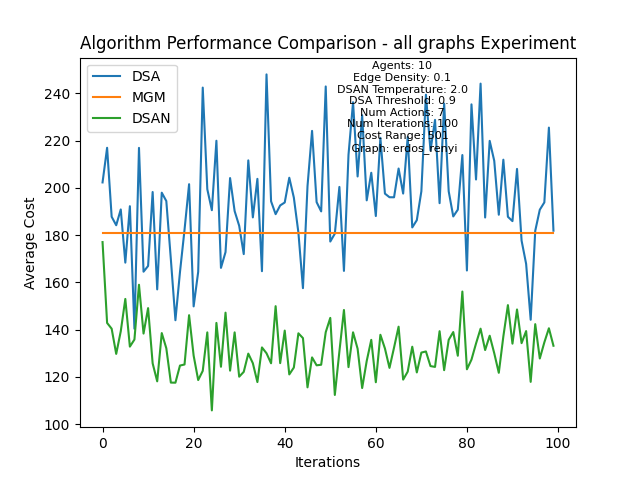 Algorithm Performance Comparison - all graphs Experiment
DSA
MGM
DSAN
Agents: 10
Edge Density: 0.1
DSAN Temperature: 2.0
DSA Threshold: 0.9
Num Actions: 7
Num Iterations: 100
Cost Range: 301
Graph: erdos_renyi
Average Cost
240
220
200
180
160
140
120
100
0
20
40
60
80
100
Iterations